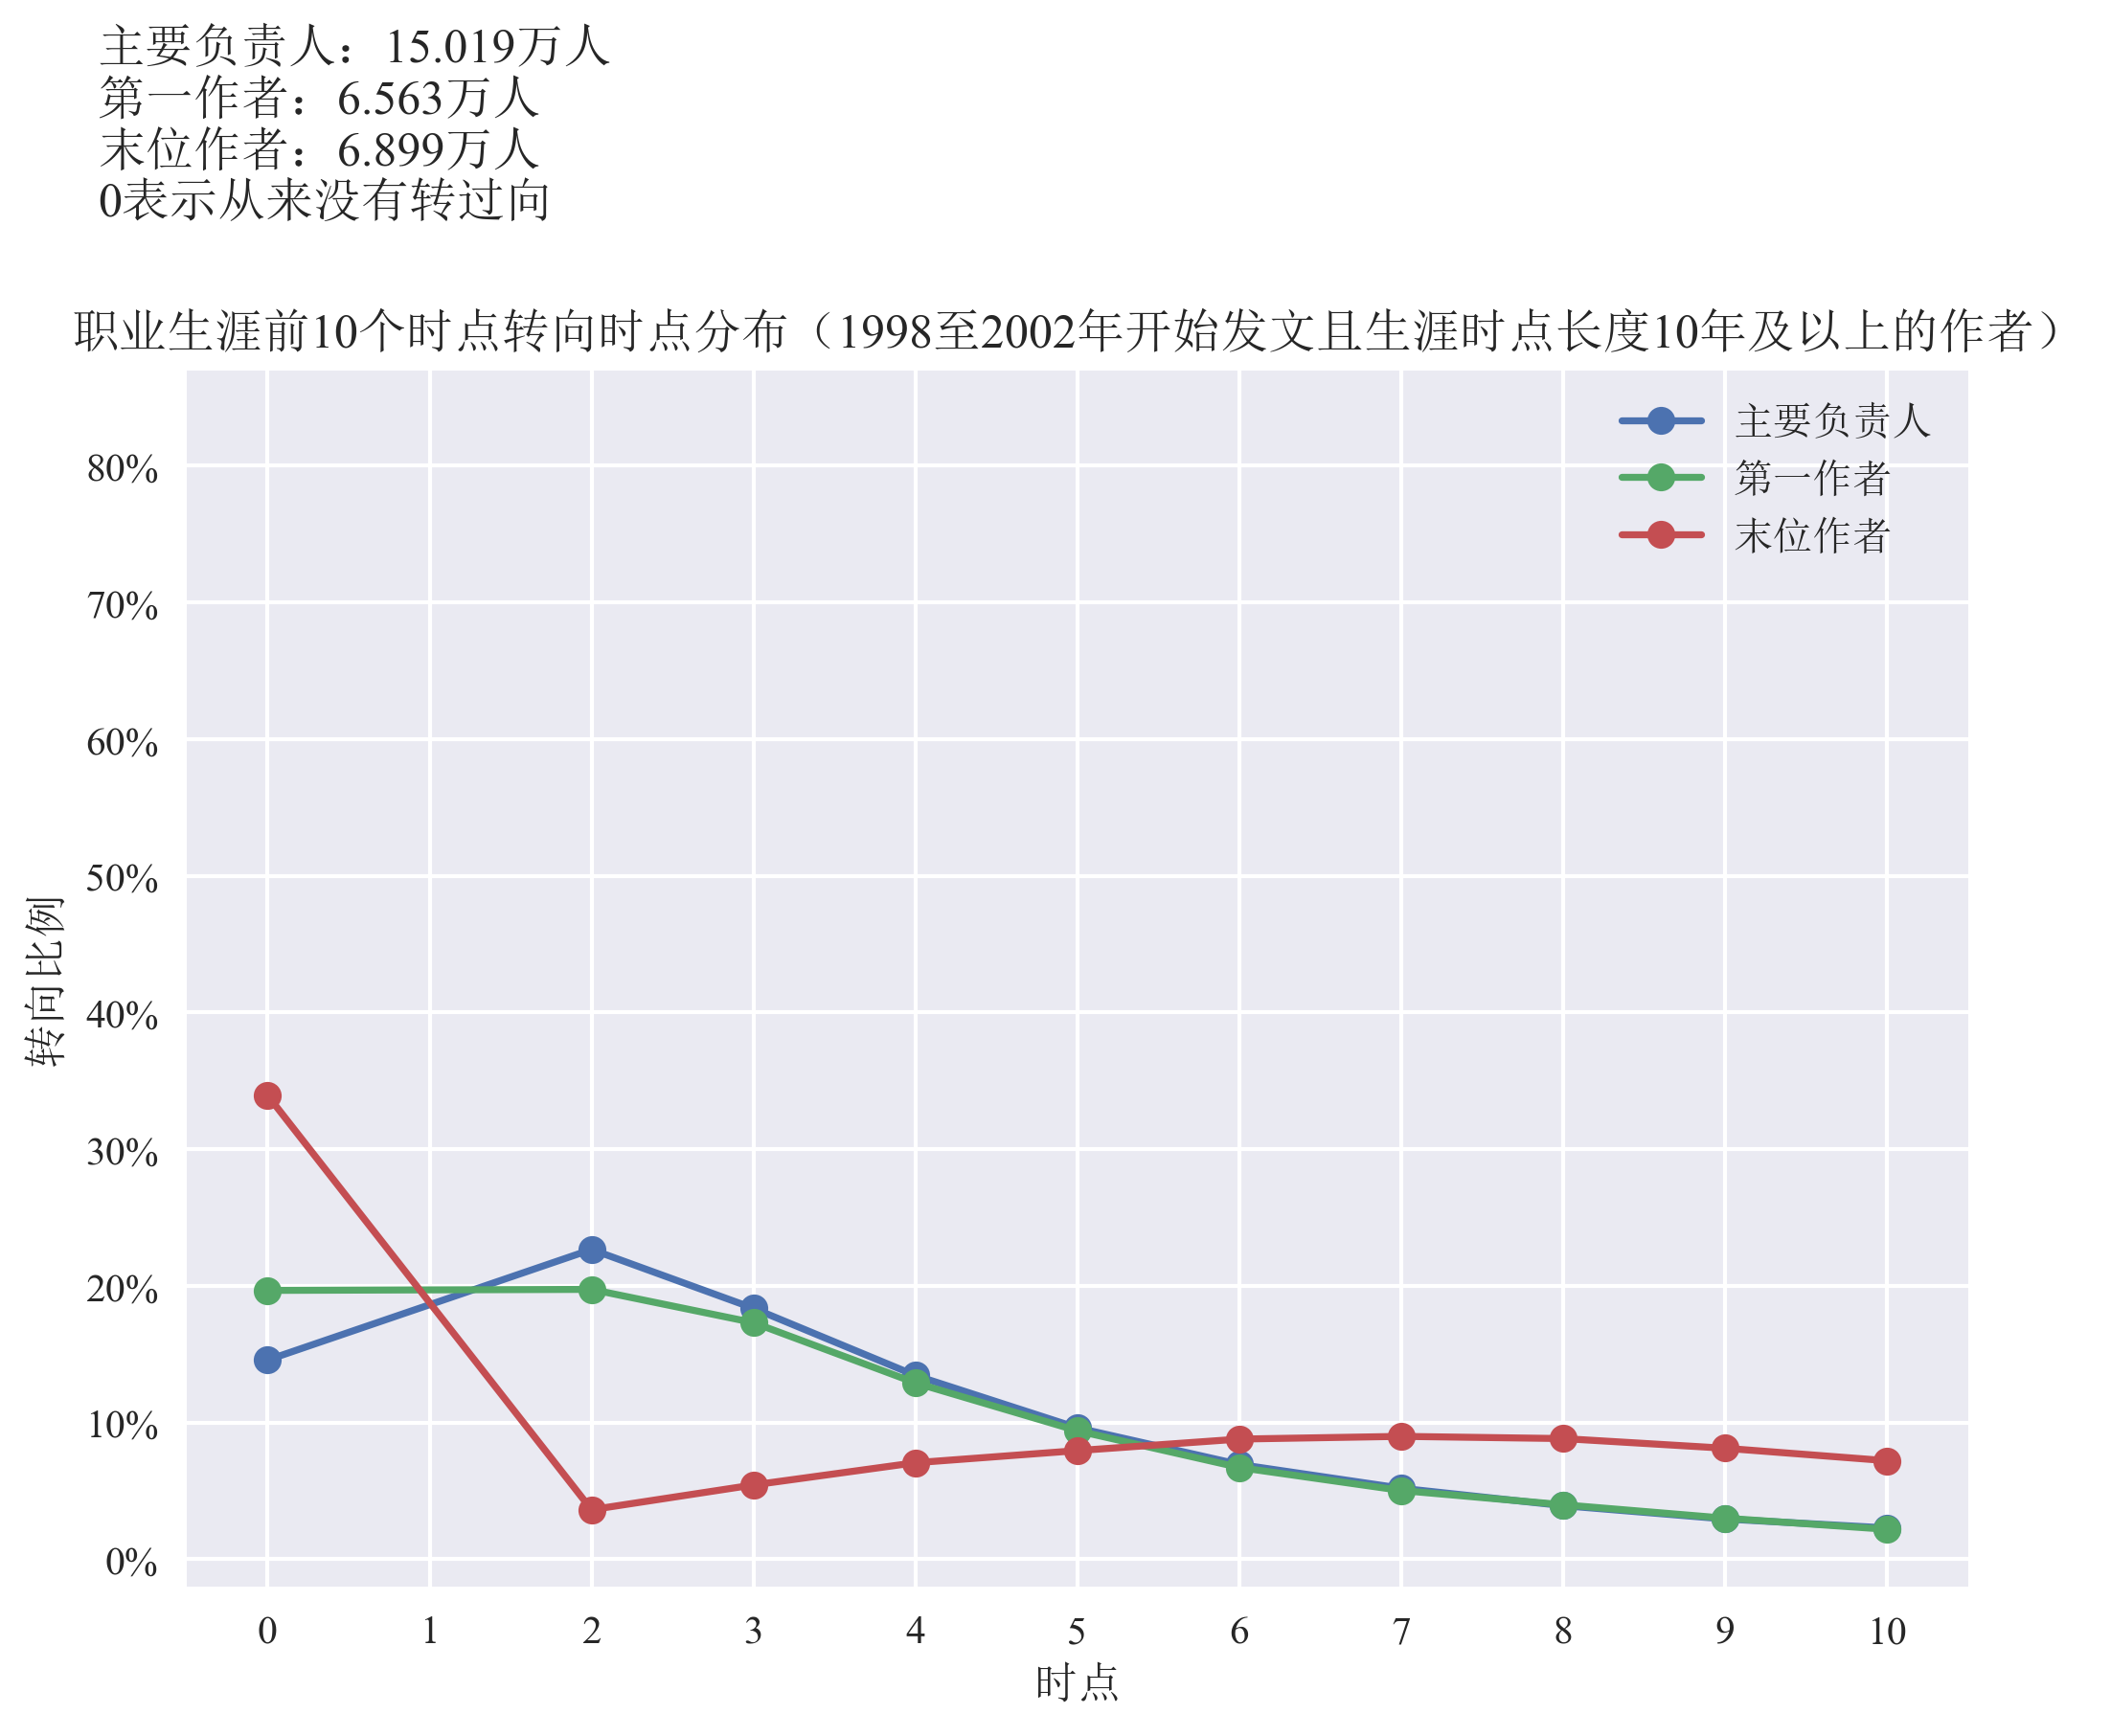 主要负责人：15.019万人
第一作者：6.563万人
末位作者：6.899万人
0表示从来没有转过向
职业生涯前10个时点转向时点分布（1998至2002年开始发文且生涯时点长度10年及以上的作者）
主要负责人
第一作者
末位作者
80%
70%
60%
50%
40%
30%
20%
10%
0%
转向比例
0 1 2 3 4 5 6 7 8 9 10
时点